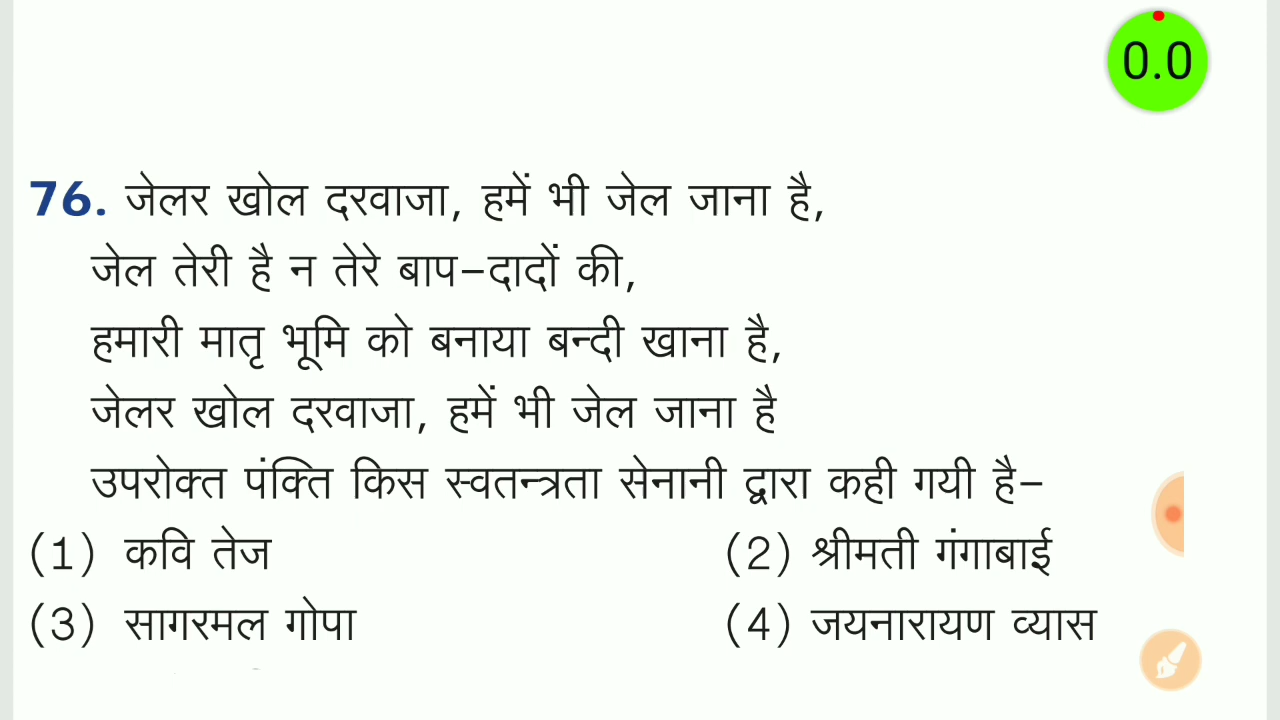 0.0
76. जेलर खोल दरवाजा, हमें भी जेल जाना है,
जेल तेरी है न तेरे बाप-दादों की,
हमारी मातृ भूमि को बनाया बन्दी खाना है,
जेलर खोल दरवाजा, हमें भी जेल जाना है
उपरोक्त पंक्ति किस स्वतन्त्रता सेनानी द्वारा कही गयी है-
(1) कवि तेज (2) श्रीमती गंगाबाई
(3) सागरमल गोपा (4) जयनारायण व्यास